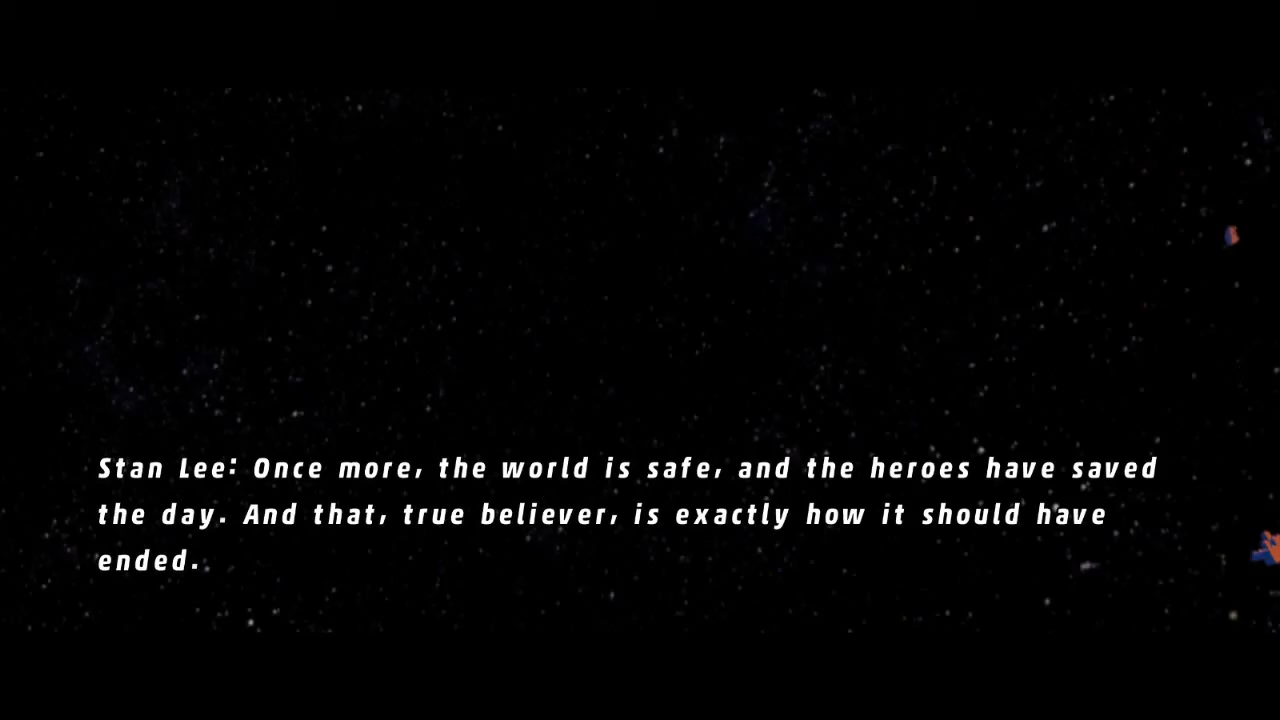 Stan Lee: Once more, the world is safe, and the heroes have saved
the day. And that, true believer, is exactly how it should have
ended.